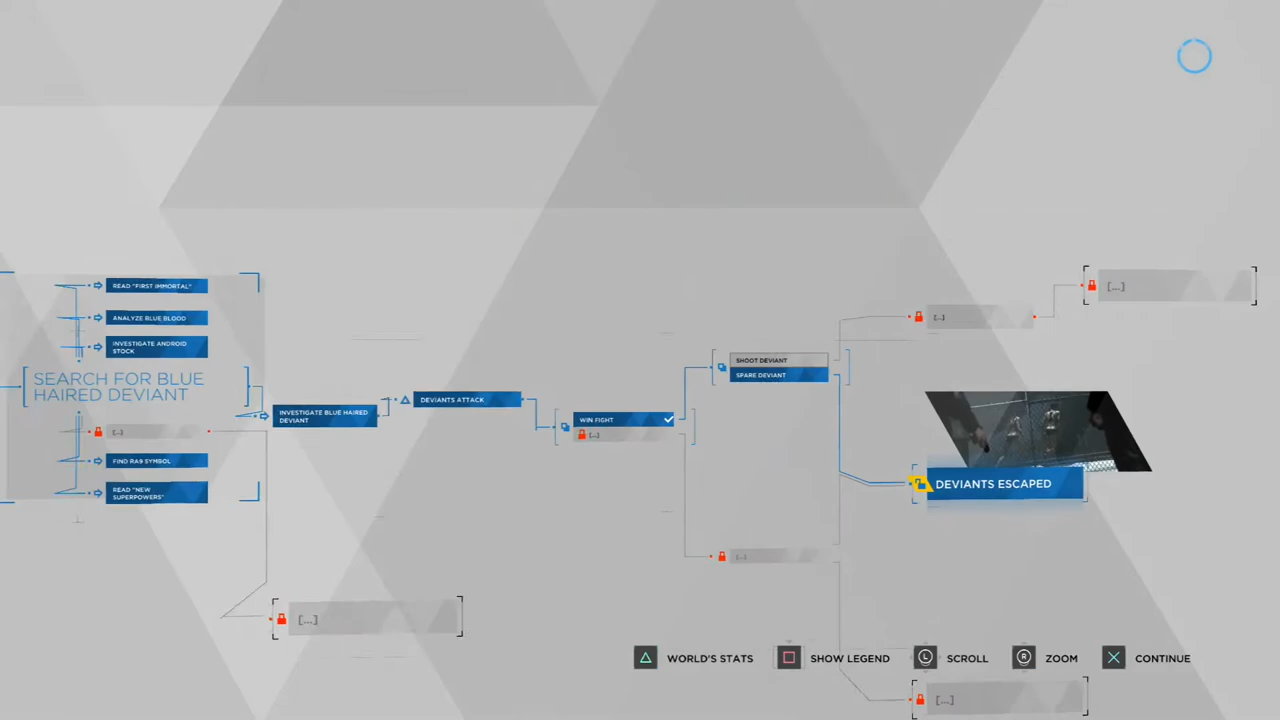 READ "FIRST IMMORTAL"
ANALYZE BLUE BLOOD
INVESTIGATE ANDROID
STOCK
SEARCH FOR BLUE
HAIRED DEVIANT
[...]
FIND RA9 SYMBOL
READ "NEW
SUPERPOWERS"
INVESTIGATE BLUE HAIRED
DEVIANT
[...]
DEVIANTS ATTACK
WIN FIGHT
[...]
SHOOT DEVIANT
SPARE DEVIANT
[...]
[...]
[...]
DEVIANTS ESCAPED
[...]
WORLD'S STATS
SHOW LEGEND
L
SCROLL
R
ZOOM
CONTINUE